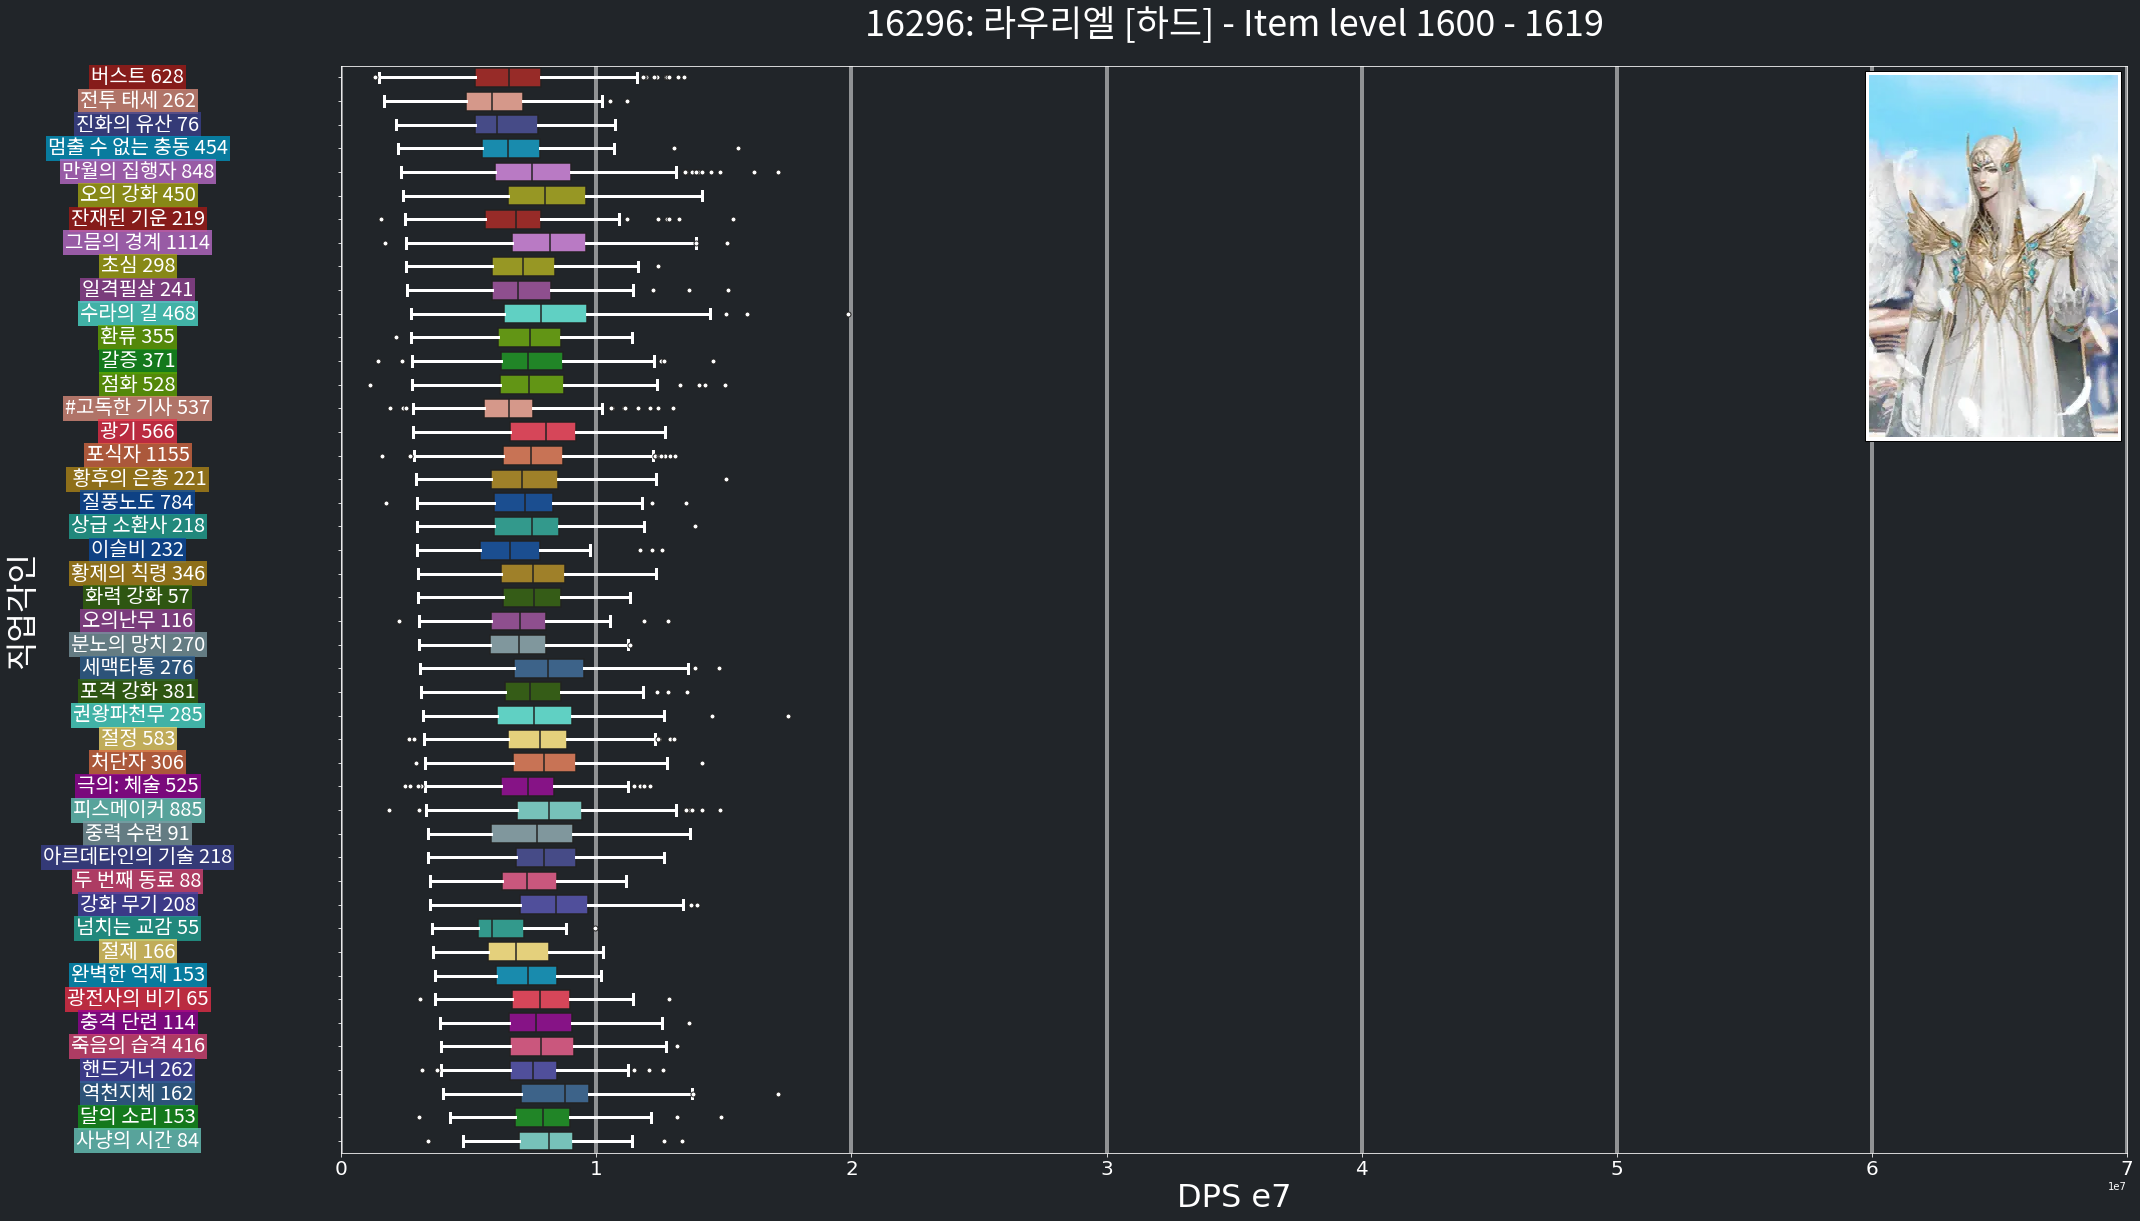 16296: 라우리엘 [하드] - Item level 1600 - 1619
직업각인
버스트 628
전투 태세 262
진화의 유산 76
멈출 수 없는 충동 454
만월의 집행자 848
오의 강화 450
잔재된 기운 219
그믐의 경계 1114
초심 298
일격필살 241
수라의 길 468
환류 355
갈증 371
점화 528
#고독한 기사 537
광기 566
포식자 1155
황후의 은총 221
질풍노도 784
상급 소환사 218
이슬비 232
황제의 칙령 346
화력 강화 57
오의난무 116
분노의 망치 270
세맥타통 276
포격 강화 381
권왕파천무 285
절정 583
처단자 306
극의: 체술 525
피스메이커 885
중력 수련 91
아르데타인의 기술 218
두 번째 동료 88
강화 무기 208
넘치는 교감 55
절제 166
완벽한 억제 153
광전사의 비기 65
충격 단련 114
죽음의 습격 416
핸드거너 262
역천지체 162
달의 소리 153
사냥의 시간 84
0 1 2 3 4 5 6 7
1e7
DPS e7